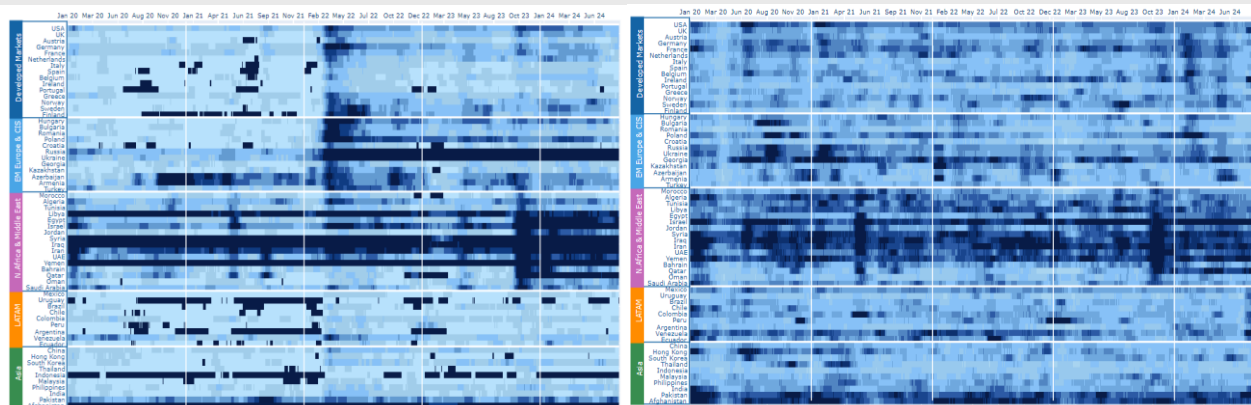 Jan 20 Mar 20 Jun 20 Aug 20 Nov 20 Jan 21 Apr 21 Jun 21 Sep 21 Nov 21 Feb 22 May 22 Jul 22 Oct 22 Dec 22 Mar 23 May 23 Aug 23 Oct 23 Jan 24 Mar 24 Jun 24
Developed Markets
USA
UK
Austria
Germany
France
Netherlands
Italy
Spain
Belgium
Ireland
Portugal
Greece
Norway
Sweden
Finland
EM Europe & CIS
Hungary
Bulgaria
Romania
Poland
Croatia
Russia
Ukraine
Georgia
Kazakhstan
Azerbaijan
Armenia
Turkey
N.Africa & Middle East
Morocco
Algeria
Tunisia
Libya
Egypt
Israel
Jordan
Syria
Iraq
Iran
UAE
Yemen
Bahrain
Qatar
Oman
Saudi Arabia
LATAM
Mexico
Uruguay
Brazil
Chile
Colombia
Peru
Argentina
Venezuela
Ecuador
Asia
China
Hong Kong
South Korea
Thailand
Indonesia
Malaysia
Philippines
India
Pakistan
Jan 20 Mar 20 Jun 20 Aug 20 Nov 20 Jan 21 Apr 21 Jun 21 Sep 21 Nov 21 Feb 22 May 22 Jul 22 Oct 22 Dec 22 Mar 23 May 23 Aug 23 Oct 23 Jan 24 Mar 24 Jun 24
Developed Markets
USA
UK
Austria
Germany
France
Netherlands
Italy
Spain
Belgium
Ireland
Portugal
Greece
Norway
Sweden
Finland
EM Europe & CIS
Hungary
Bulgaria
Romania
Poland
Croatia
Russia
Ukraine
Georgia
Kazakhstan
Azerbaijan
Armenia
Turkey
N.Africa & Middle East
Morocco
Algeria
Tunisia
Libya
Egypt
Israel
Jordan
Syria
Iraq
Iran
UAE
Yemen
Bahrain
Qatar
Oman
Saudi Arabia
LATAM
Mexico
Uruguay
Brazil
Chile
Colombia
Peru
Argentina
Venezuela
Ecuador
Asia
China
Hong Kong
South Korea
Thailand
Indonesia
Malaysia
Philippines
India
Pakistan
Afghanistan